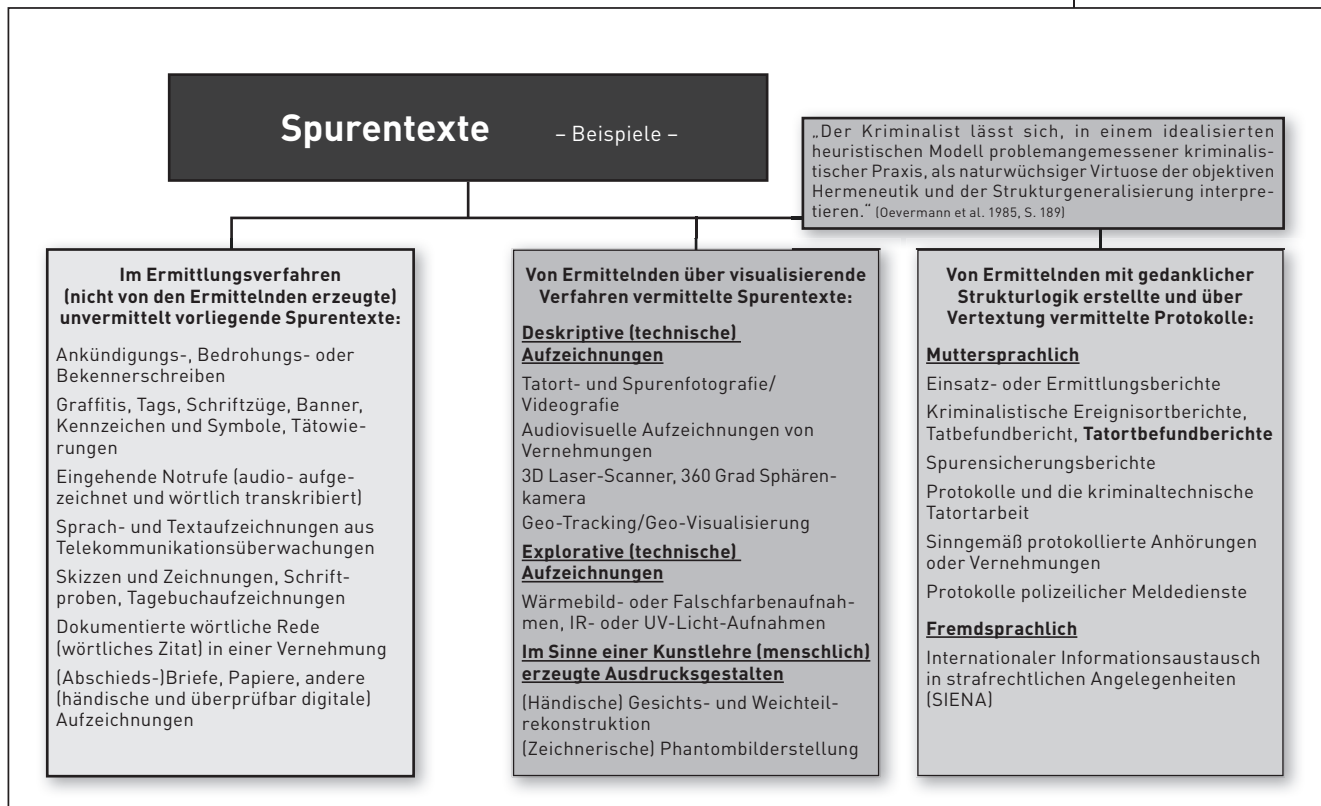 Spurentexte – Beispiele –
„Der Kriminalist lässt sich, in einem idealisierten
heuristischen Modell problemangemessener kriminalis-
tischer Praxis, als naturwüchsiger Virtuose der objektiven
Hermeneutik und der Strukturgeneralisierung interpre-
tieren.“ (Oevermann et al. 1985, S. 189)
Im Ermittlungsverfahren
(nicht von den Ermittelnden erzeugte)
unvermittelt vorliegende Spurentexte:
Ankündigungs-, Bedrohungs- oder
Bekennerschreiben
Graffitis, Tags, Schriftzüge, Banner,
Kennzeichen und Symbole, Tätowie-
rungen
Eingehende Notrufe (audio- aufge-
zeichnet und wörtlich transkribiert)
Sprach- und Textaufzeichnungen aus
Telekommunikationsüberwachungen
Skizzen und Zeichnungen, Schrift-
proben, Tagebuchaufzeichnungen
Dokumentierte wörtliche Rede
(wörtliches Zitat) in einer Vernehmung
(Abschieds-)Briefe, Papiere, andere
(händische und überprüfbar digitale)
Aufzeichnungen
Von Ermittelnden über visualisierende
Verfahren vermittelte Spurentexte:
Deskriptive (technische)
Aufzeichnungen
Tatort- und Spurenfotografie/
Videografie
Audiovisuelle Aufzeichnungen von
Vernehmungen
3D Laser-Scanner, 360 Grad Sphären-
kamera
Geo-Tracking/Geo-Visualisierung
Explorative (technische)
Aufzeichnungen
Wärmebild- oder Falschfarbenaufnah-
men, IR- oder UV-Licht-Aufnahmen
Im Sinne einer Kunstlehre (menschlich)
erzeugte Ausdrucksgestalten
(Händische) Gesichts- und Weichteil-
rekonstruktion
(Zeichnerische) Phantombilderstellung
Von Ermittelnden mit gedanklicher
Strukturlogik erstellte und über
Vertextung vermittelte Protokolle:
Muttersprachlich
Einsatz- oder Ermittlungsberichte
Kriminalistische Ereignisortberichte,
Tatbefundbericht, Tatortbefundberichte
Spurensicherungsberichte
Protokolle und die kriminaltechnische
Tatortarbeit
Sinngemäß protokollierte Anhörungen
oder Vernehmungen
Protokolle polizeilicher Meldedienste
Fremdsprachlich
Internationaler Informationsaustausch
in strafrechtlichen Angelegenheiten
(SIENA)